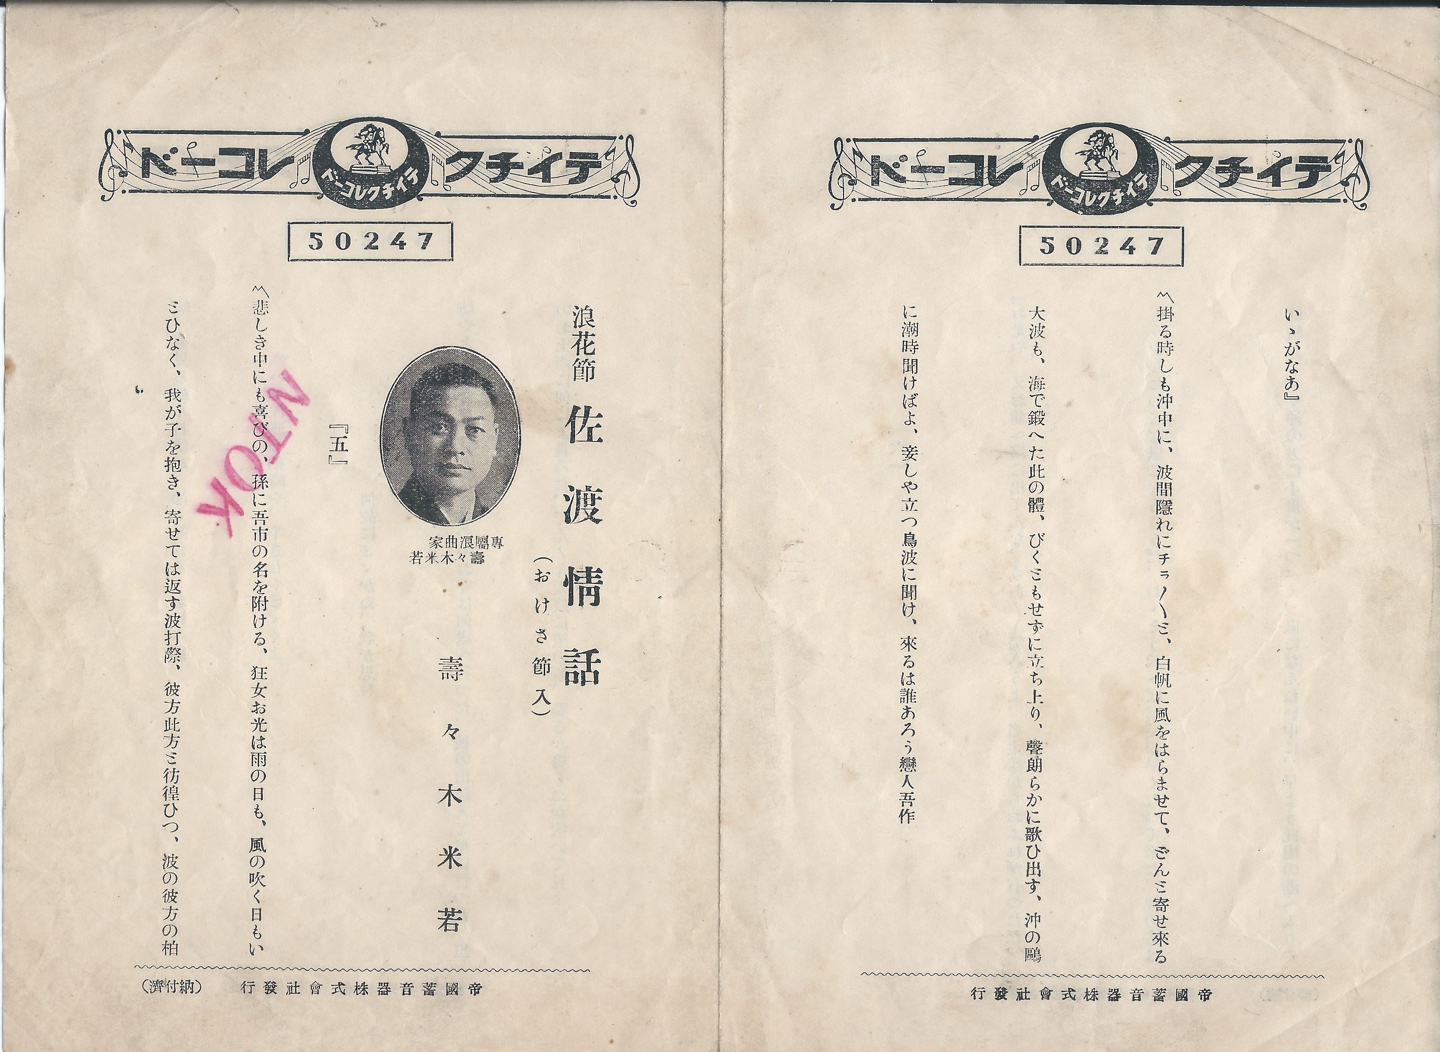 テイチクレコード
テイチクレコード
50247
いゝがなあ』
〽掛る時しも沖中に、波間隱れにチラ〳〵と、白帆に風をはらませて、どんと寄せ來る
大波も、海で鍛へた此の體、びくともせずに立ち上り、聲朗らかに歌ひ出す、沖の鷗
に潮時聞けばよ、妾しや立つ鳥波に聞け、來るは誰あろう戀人吾作
帝國蓄音器株式會社發行
テイチクレコード
テイチクレコード
50247
浪花節 佐渡情話
(おけさ節入)
專屬浪曲家
壽々木米若
壽々木米若
『五』
〽悲しき中にも喜びの、孫に吾市の名を附ける、狂女お光は雨の日も、風の吹く日もい
とひなく、我が子を抱き、寄せては返す波打際、彼方此方と彷徨ひつ、波の彼方の柏
NTOK
帝國蓄音器株式會社發行
(納付濟)